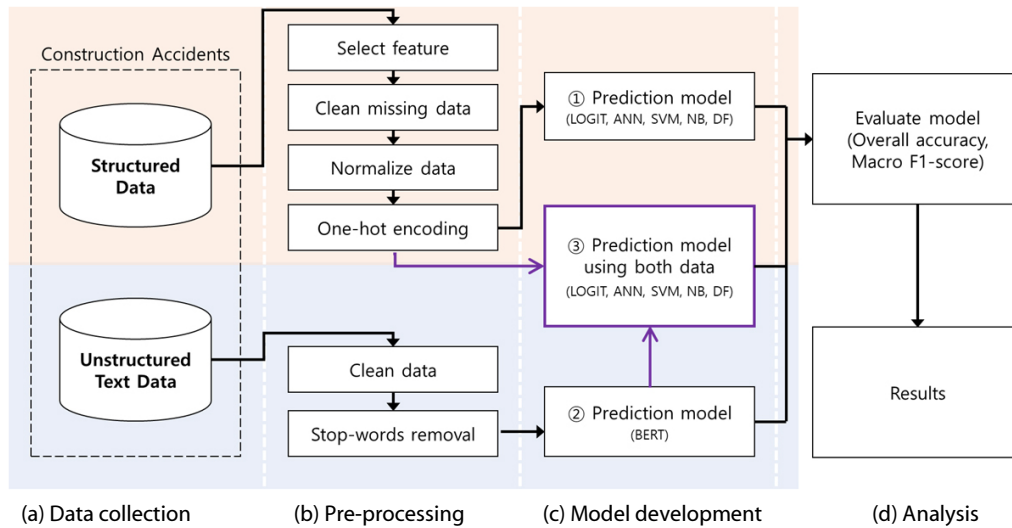 Construction Accidents
Structured
Data
Unstructured
Text Data
Select feature
Clean missing data
Normalize data
One-hot encoding
Clean data
Stop-words removal
① Prediction model
(LOGIT, ANN, SVM, NB, DF)
③ Prediction model
using both data
(LOGIT, ANN, SVM, NB, DF)
② Prediction model
(BERT)
Evaluate model
(Overall accuracy,
Macro F1-score)
Results
(a) Data collection
(b) Pre-processing
(c) Model development
(d) Analysis